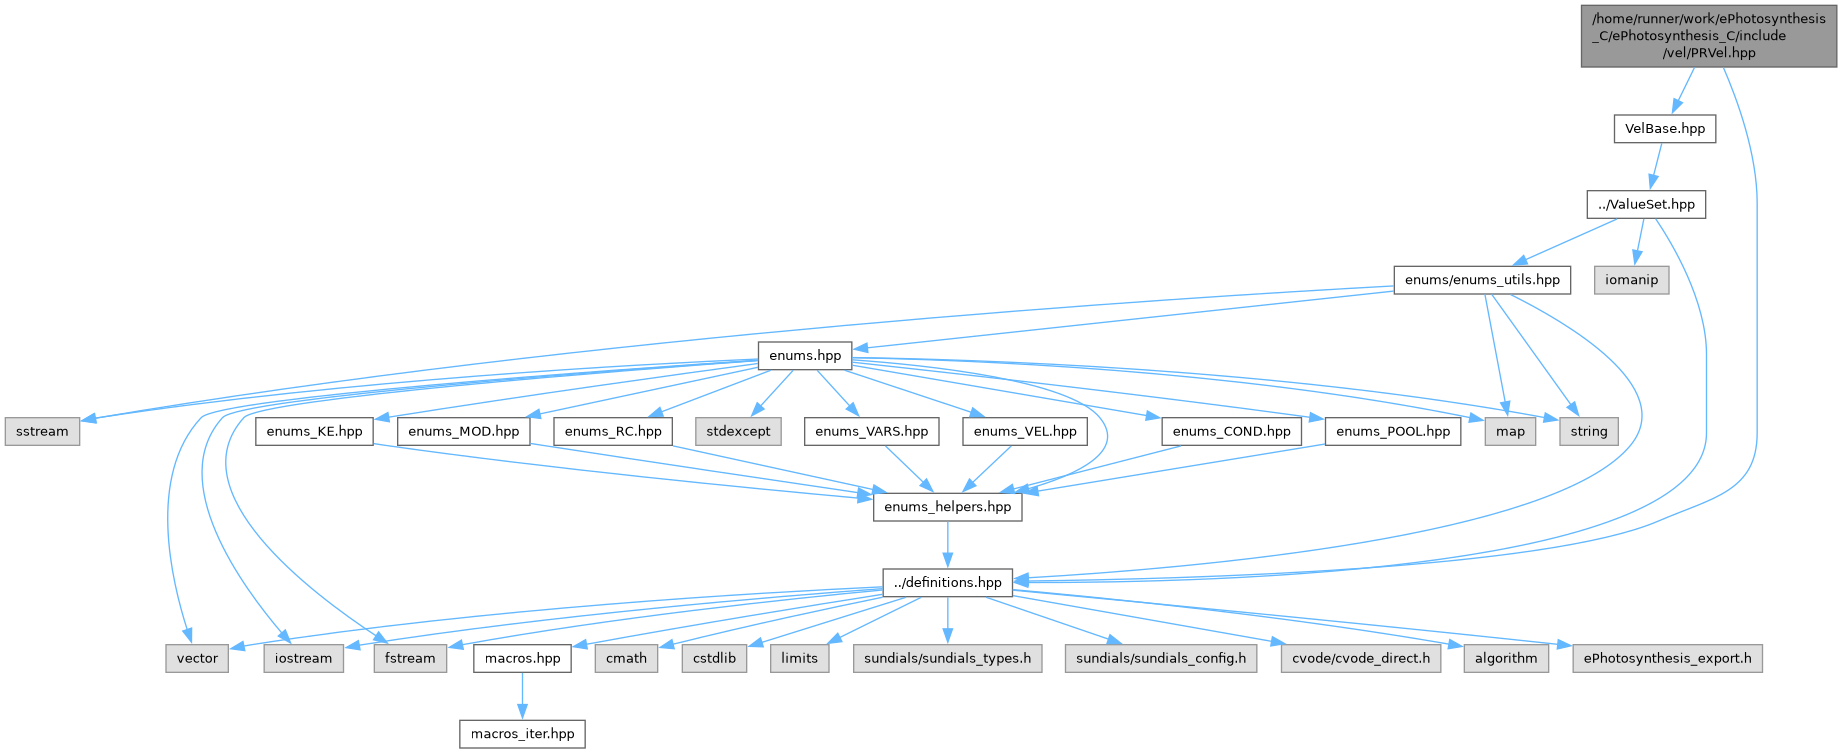 /home/runner/work/ePhotosynthesis
_C/ePhotosynthesis_C/include
/vel/PRVel.hpp
VelBase.hpp
../ValueSet.hpp
enums/enums_utils.hpp
iomanip
enums.hpp
sstream
enums_KE.hpp
enums_MOD.hpp
enums_RC.hpp
stdexcept
enums_VARS.hpp
enums_VEL.hpp
enums_COND.hpp
enums_POOL.hpp
map
string
enums_helpers.hpp
../definitions.hpp
vector
iostream
fstream
macros.hpp
cmath
cstdlib
limits
sundials/sundials_types.h
sundials/sundials_config.h
cvode/cvode_direct.h
algorithm
ePhotosynthesis_export.h
macros_iter.hpp